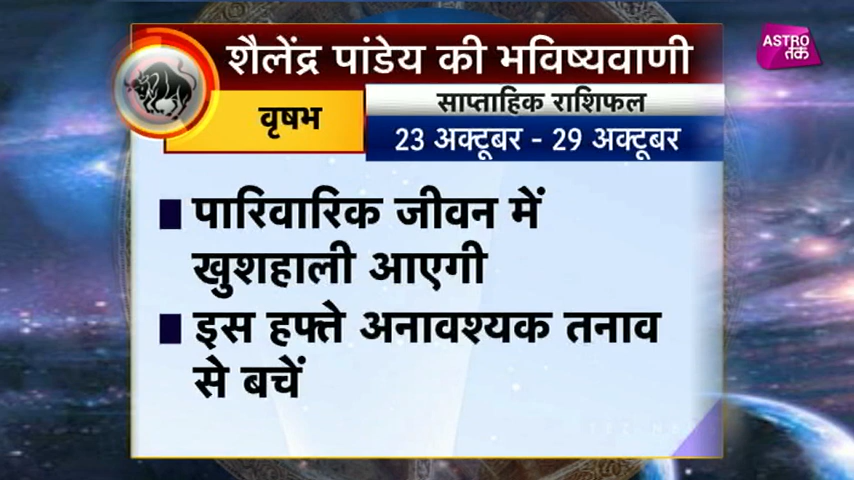 शैलेंद्र पांडेय की भविष्यवाणी
ASTRO
तक
वृषभ
साप्ताहिक राशिफल
23 अक्टूबर - 29 अक्टूबर
■ पारिवारिक जीवन में
खुशहाली आएगी
■ इस हफ्ते अनावश्यक तनाव
से बचें